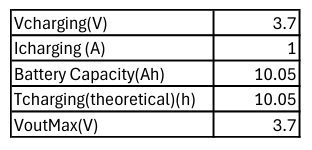 Vcharging(V) 3.7
Icharging (A) 1
Battery Capacity(Ah) 10.05
Tcharging(theoretical)(h) 10.05
VoutMax(V) 3.7